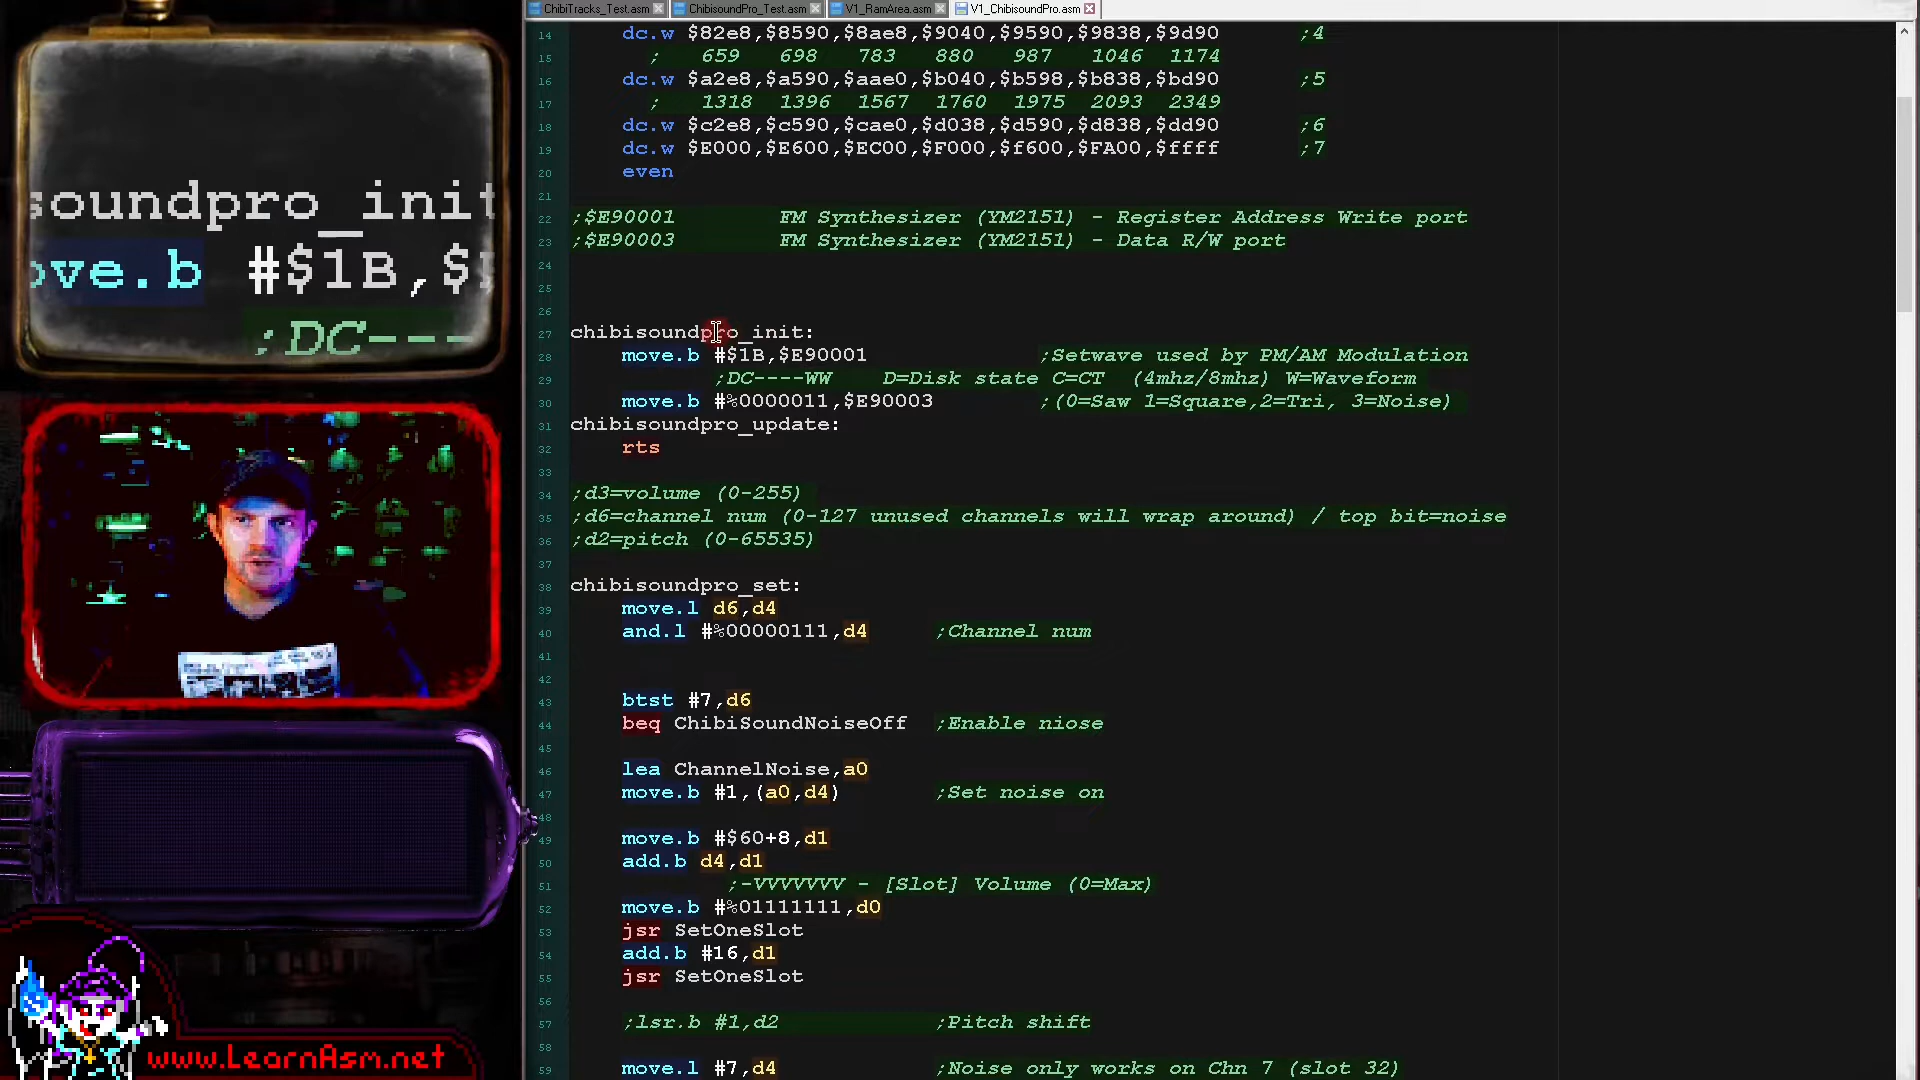 ChibiTracks_Test.asm ChibisoundPro_Test.asm V1_RamArea.asm V1_ChibisoundPro.asm
soundpro_init
ove.b #$1B,$
;DC---
14 dc.w $82e8,$8590,$8ae8,$9040,$9590,$9838,$9d90 ;4
15 ; 659 698 783 880 987 1046 1174
16 dc.w $a2e8,$a590,$aae0,$b040,$b598,$b838,$bd90 ;5
17 ; 1318 1396 1567 1760 1975 2093 2349
18 dc.w $c2e8,$c590,$cae0,$d038,$d590,$d838,$dd90 ;6
19 dc.w $E000,$E600,$EC00,$F000,$f600,$FA00,$ffff ;7
20 even
21
22 ;$E90001 FM Synthesizer (YM2151) - Register Address Write port
23 ;$E90003 FM Synthesizer (YM2151) - Data R/W port
24
25
26
27 chibisoundpro_init:
28 move.b #$1B,$E90001 ;Setwave used by PM/AM Modulation
29 ;DC----WW D=Disk state C=CT (4mhz/8mhz) W=Waveform
30 move.b #%0000011,$E90003 ;(0=Saw 1=Square,2=Tri, 3=Noise)
31 chibisoundpro_update:
32 rts
33
34 ;d3=volume (0-255)
35 ;d6=channel num (0-127 unused channels will wrap around) / top bit=noise
36 ;d2=pitch (0-65535)
37
38 chibisoundpro_set:
39 move.l d6,d4
40 and.l #%00000111,d4 ;Channel num
41
42
43 btst #7,d6
44 beq ChibiSoundNoiseOff ;Enable niose
45
46 lea ChannelNoise,a0
47 move.b #1,(a0,d4) ;Set noise on
48
49 move.b #$60+8,d1
50 add.b d4,d1
51 ;-VVVVVVV - [Slot] Volume (0=Max)
52 move.b #%01111111,d0
53 jsr SetOneSlot
54 add.b #16,d1
55 jsr SetOneSlot
56
57 ;lsr.b #1,d2 ;Pitch shift
58
59 move.l #7,d4 ;Noise only works on Chn 7 (slot 32)
www.LearnAsm.net